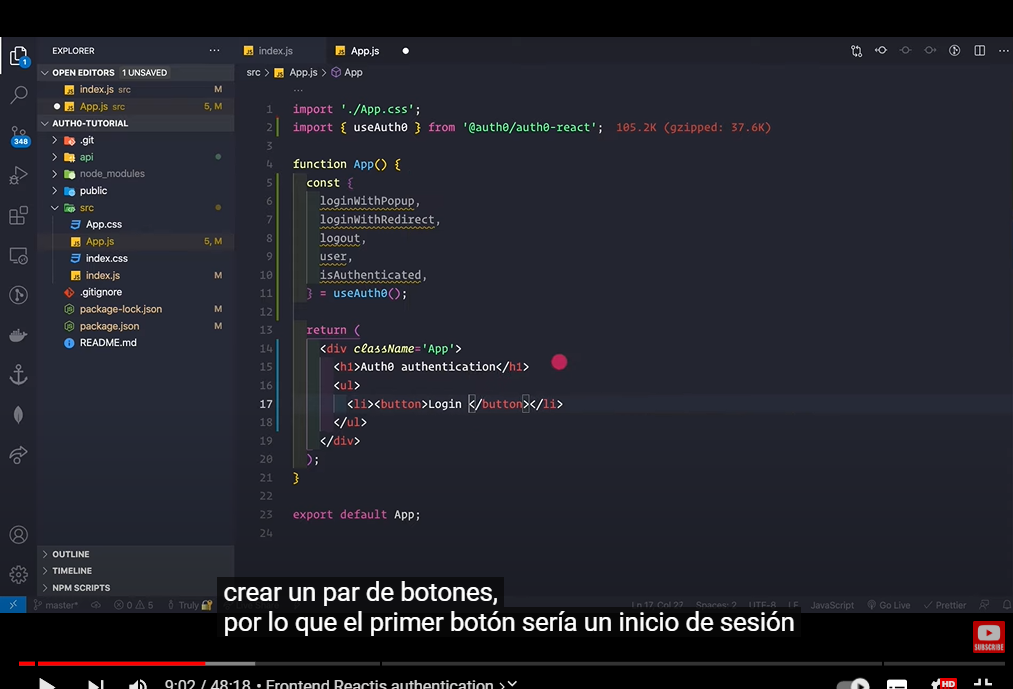 EXPLORER
OPEN EDITORS 1 UNSAVED
index.js src M
App.js src 5, M
AUTH0-TUTORIAL
.git
api
node_modules
public
src
App.css
App.js 5, M
index.css
index.js M
.gitignore
package-lock.json M
package.json M
README.md
OUTLINE
TIMELINE
NPM SCRIPTS
1
348
index.js
App.js
src > App.js > App
1 import './App.css';
2 import { useAuth0 } from '@auth0/auth0-react'; 105.2K (gzipped: 37.6K)
3
4 function App() {
5 const {
6 loginWithPopup,
7 loginWithRedirect,
8 logout,
9 user,
10 isAuthenticated,
11 } = useAuth0();
12
13 return (
14 <div className='App'>
15 <h1>Auth0 authentication</h1>
16 <ul>
17 <li><button>Login </button></li>
18 </ul>
19 </div>
20 );
21 }
22
23 export default App;
24
crear un par de botones,
por lo que el primer botón sería un inicio de sesión
master* 0 5 Truly Ln 17, Col 22 Spaces: 2 UTF-8 LF JavaScript Go Live Prettier
SUBSCRIBE
9:02 / 48:18 • Frontend Reactjs authentication >
HD